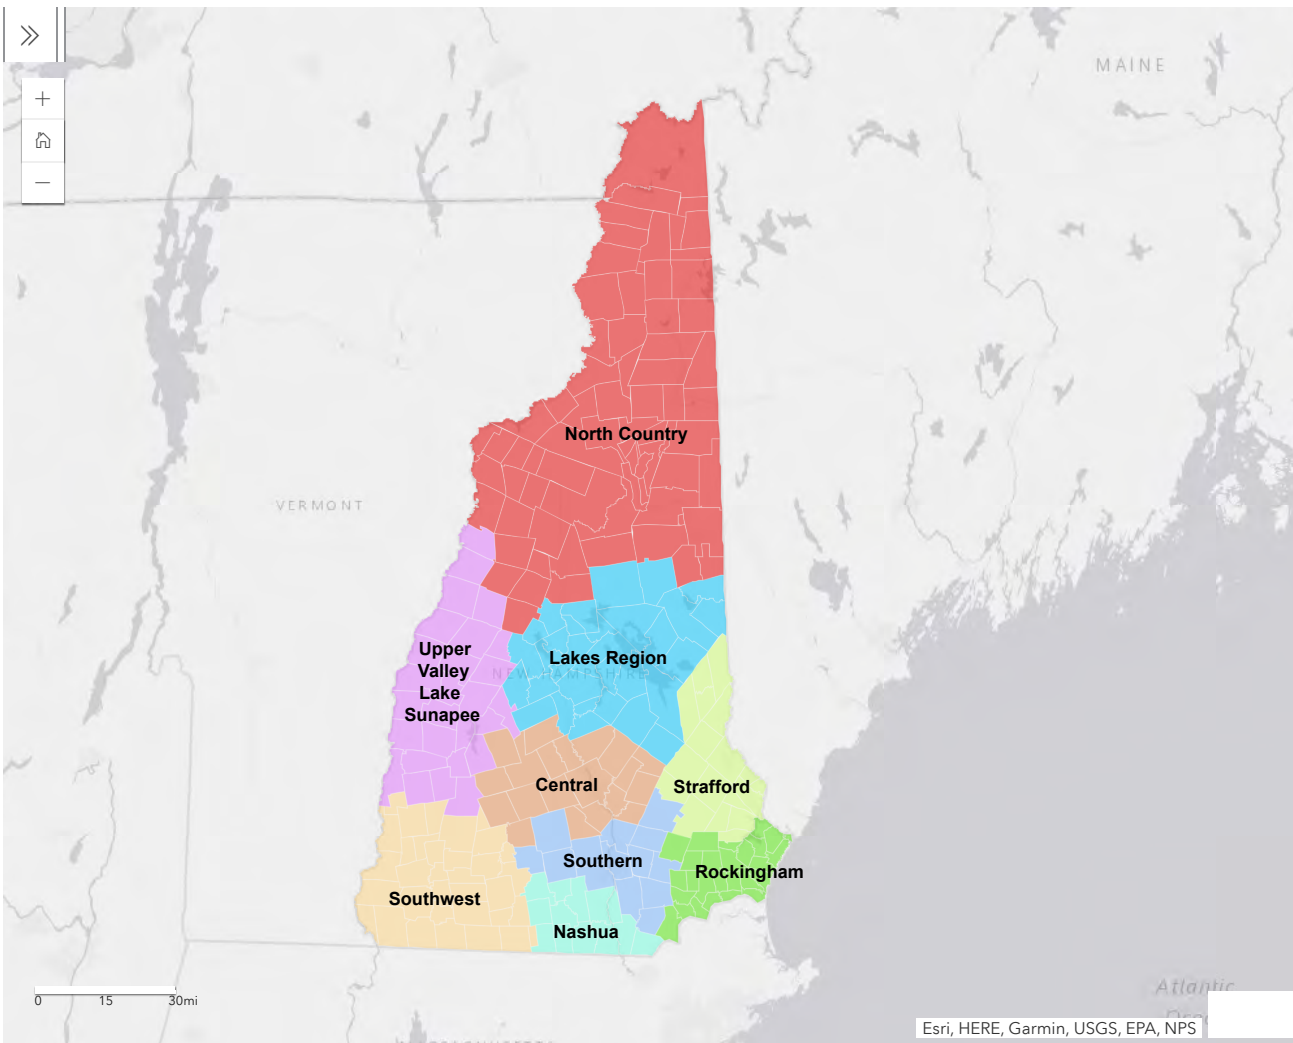 MAINE
North Country
VERMONT
Upper
Valley
Lake
Sunapee
Lakes Region
NEW HAMPSHIRE
Central
Strafford
Southern
Rockingham
Southwest
Nashua
0 15 30mi
Atlantic
Esri, HERE, Garmin, USGS, EPA, NPS